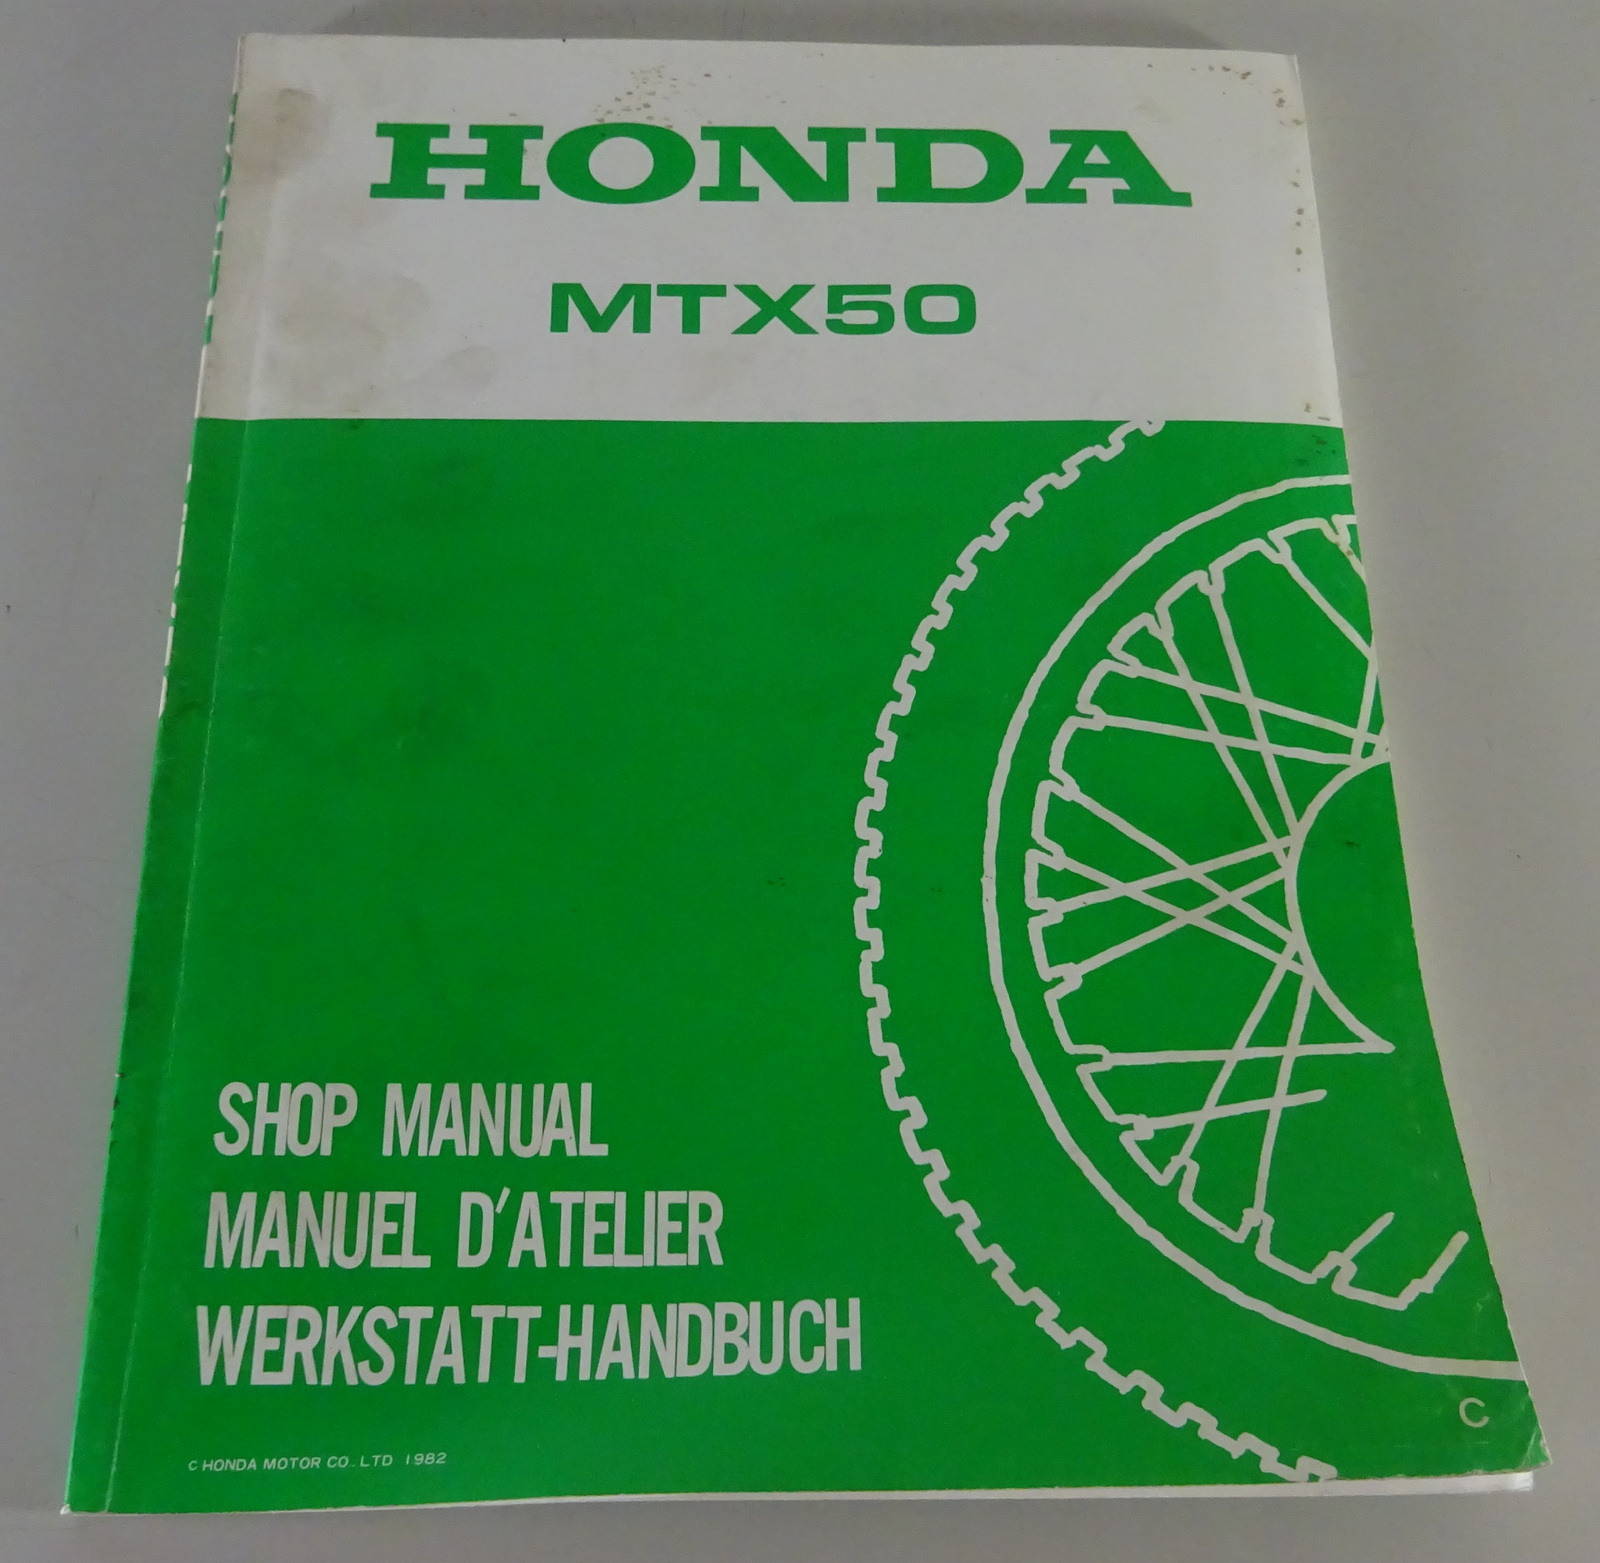 HONDA
MTX50
SHOP MANUAL
MANUEL D'ATELIER
WERKSTATT-HANDBUCH
C
C HONDA MOTOR CO. LTD 1982